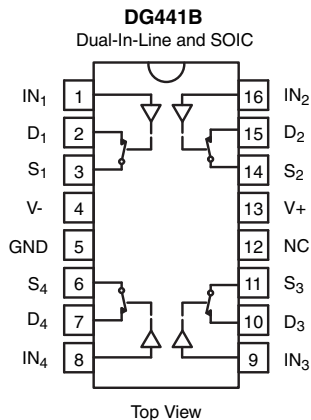 DG441B
Dual-In-Line and SOIC
IN1 1 16 IN2
D1 2 15 D2
S1 3 14 S2
V- 4 13 V+
GND 5 12 NC
S4 6 11 S3
D4 7 10 D3
IN4 8 9 IN3
Top View